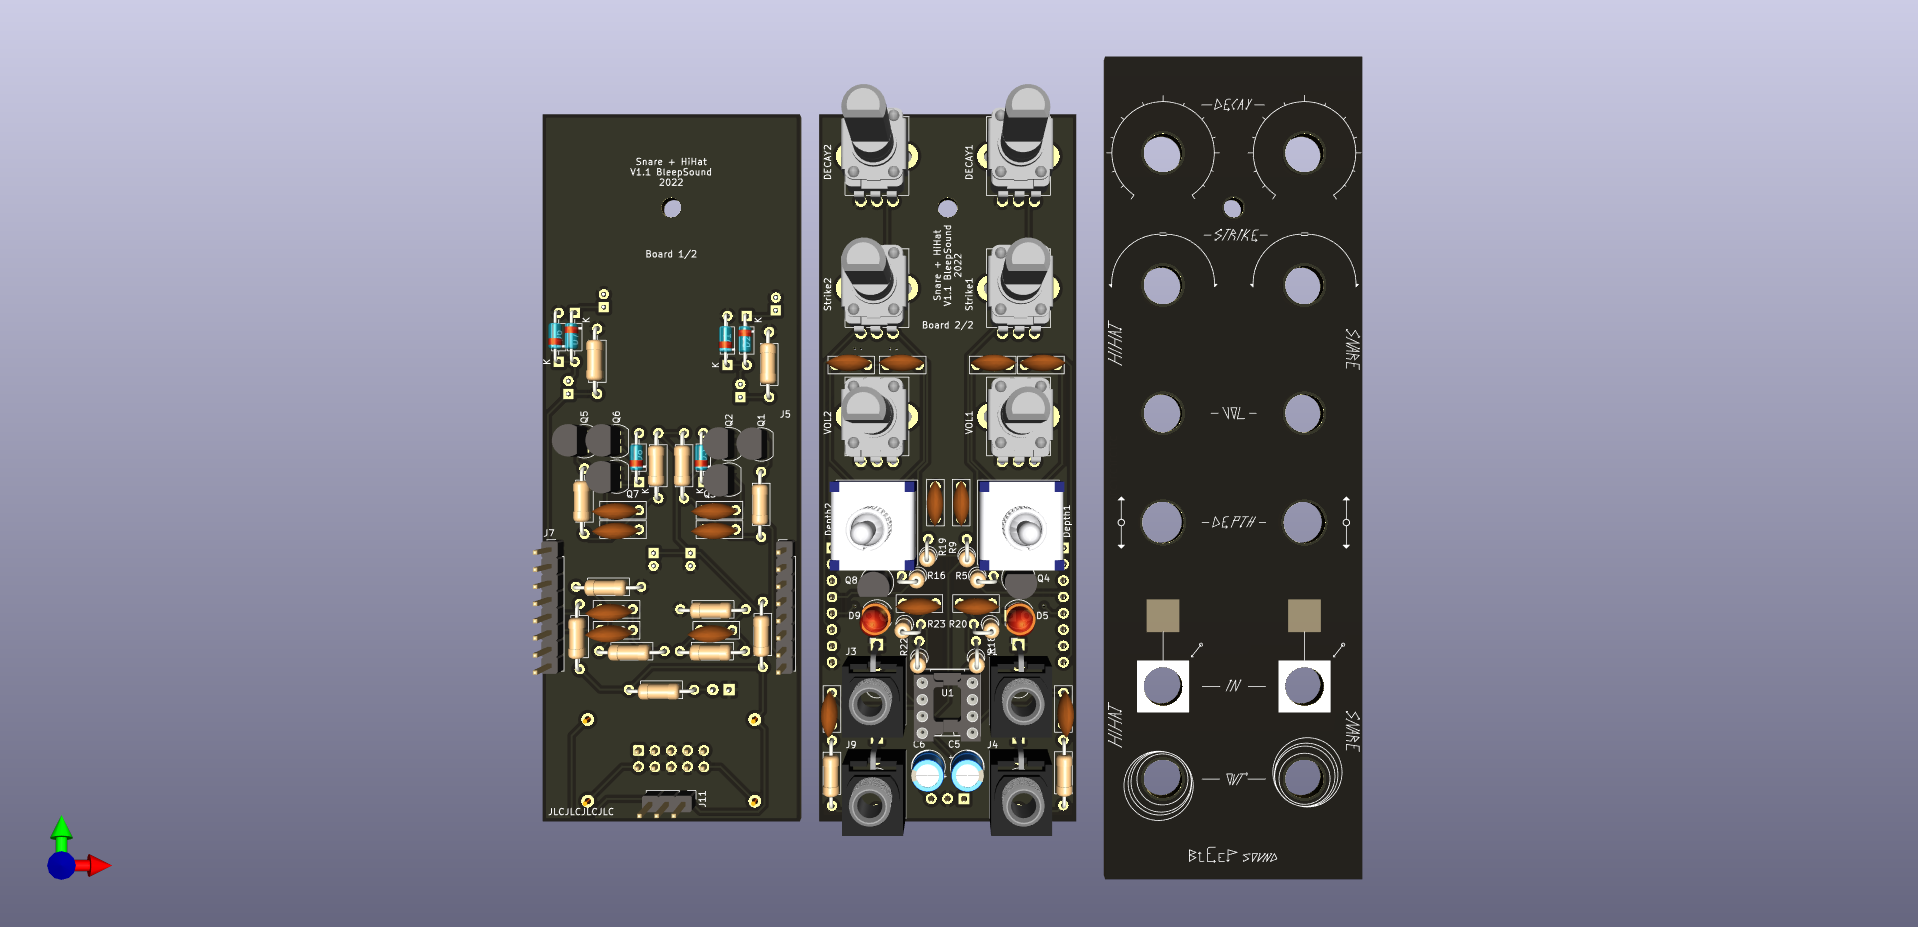 Snare + HiHat
V1.1 BleepSound
2022
Board 1/2
K
K
K
K
Q5
Q6
Q2
Q1
J5
K
K
Q7
J7
J11
JLCJLCJLCJLC
DECAY2
DECAY1
Strike2
Strike1
Snare + HiHat
V1.1 BleepSound
2022
Board 2/2
VOL2
VOL1
Depth2
Depth1
R19
R9
Q8
R16
R5
Q4
D9
R23
R20
D5
R22
J3
U1
J9
C6
C5
J4
DECAY
STRIKE
HIHAT
SNARE
VOL
DEPTH
IN
HIHAT
SNARE
OUT
BLEEP SOUND